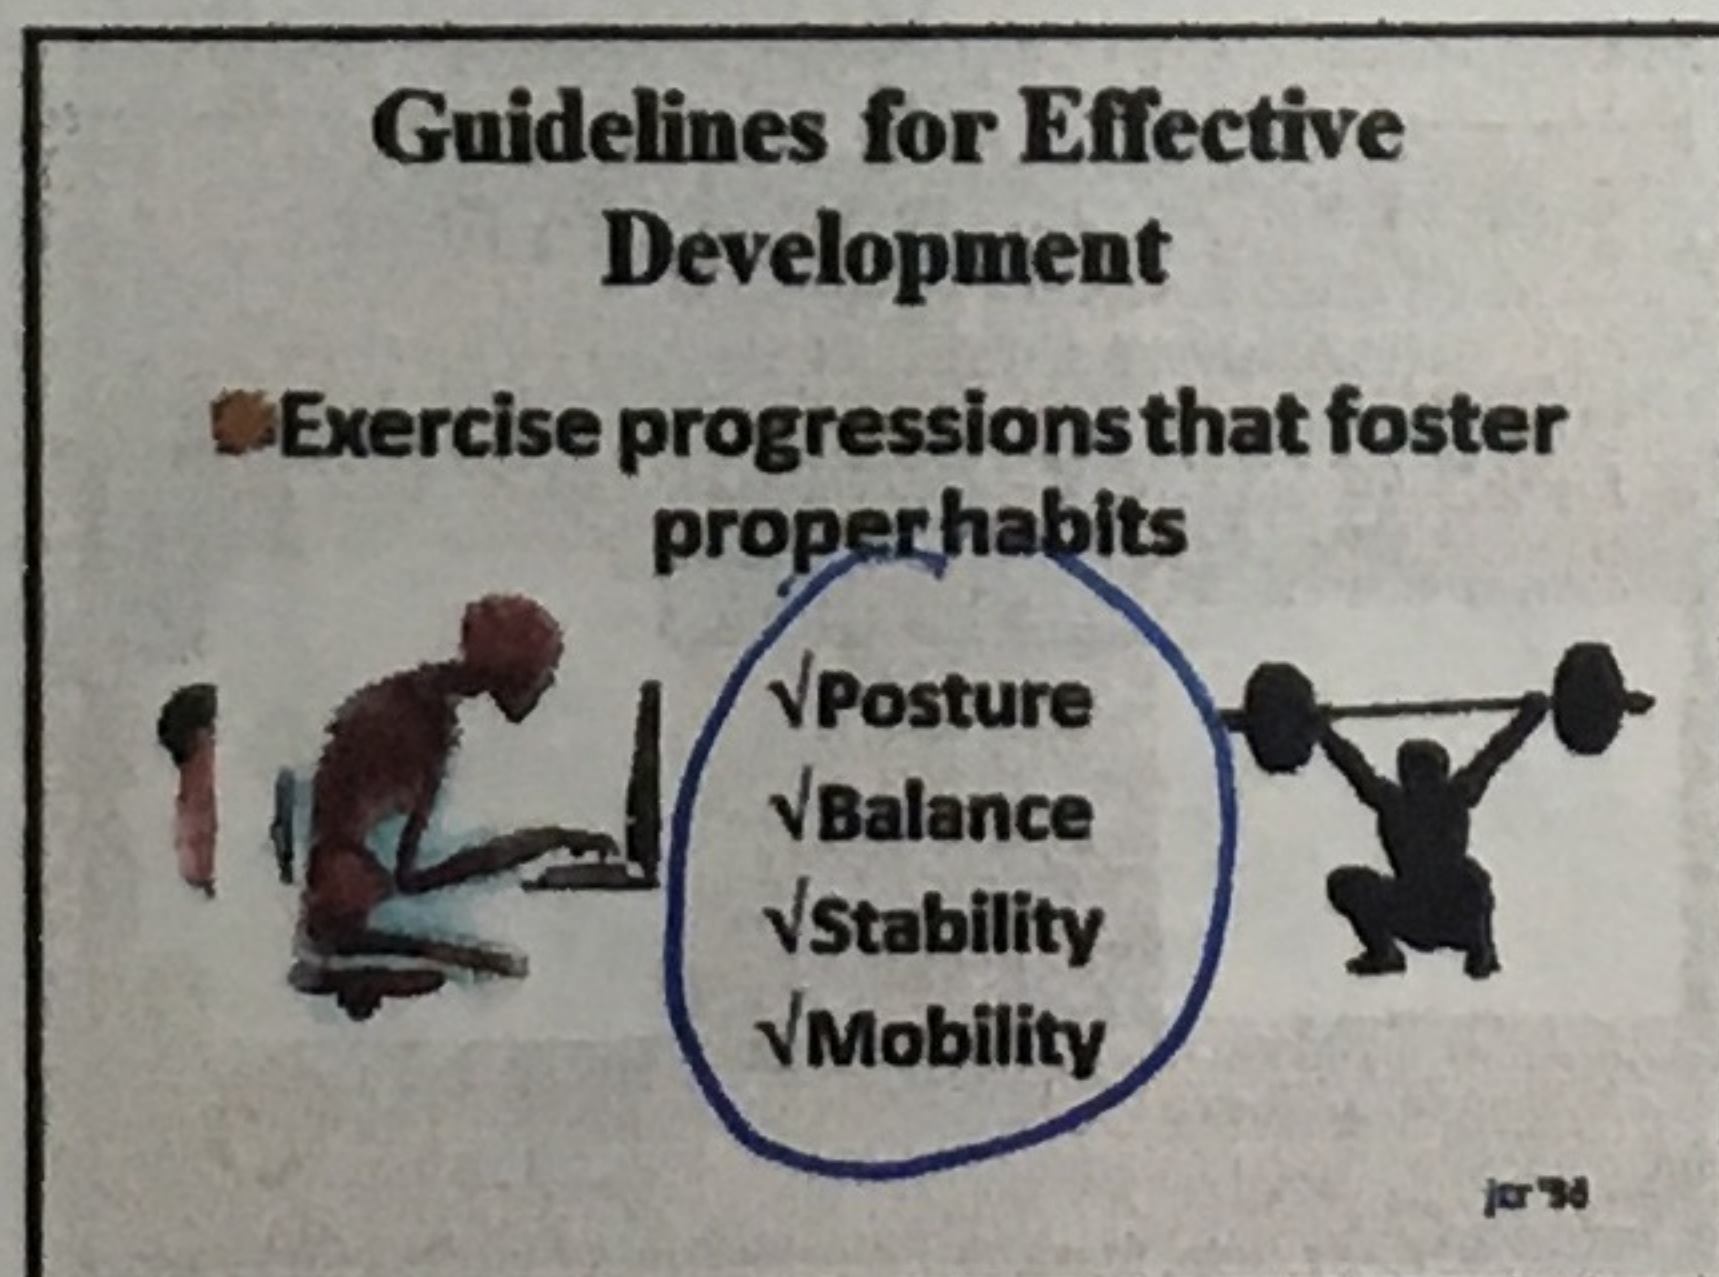 Guidelines for Effective
Development
Exercise progressions that foster
proper habits
√Posture
√Balance
√Stability
√Mobility